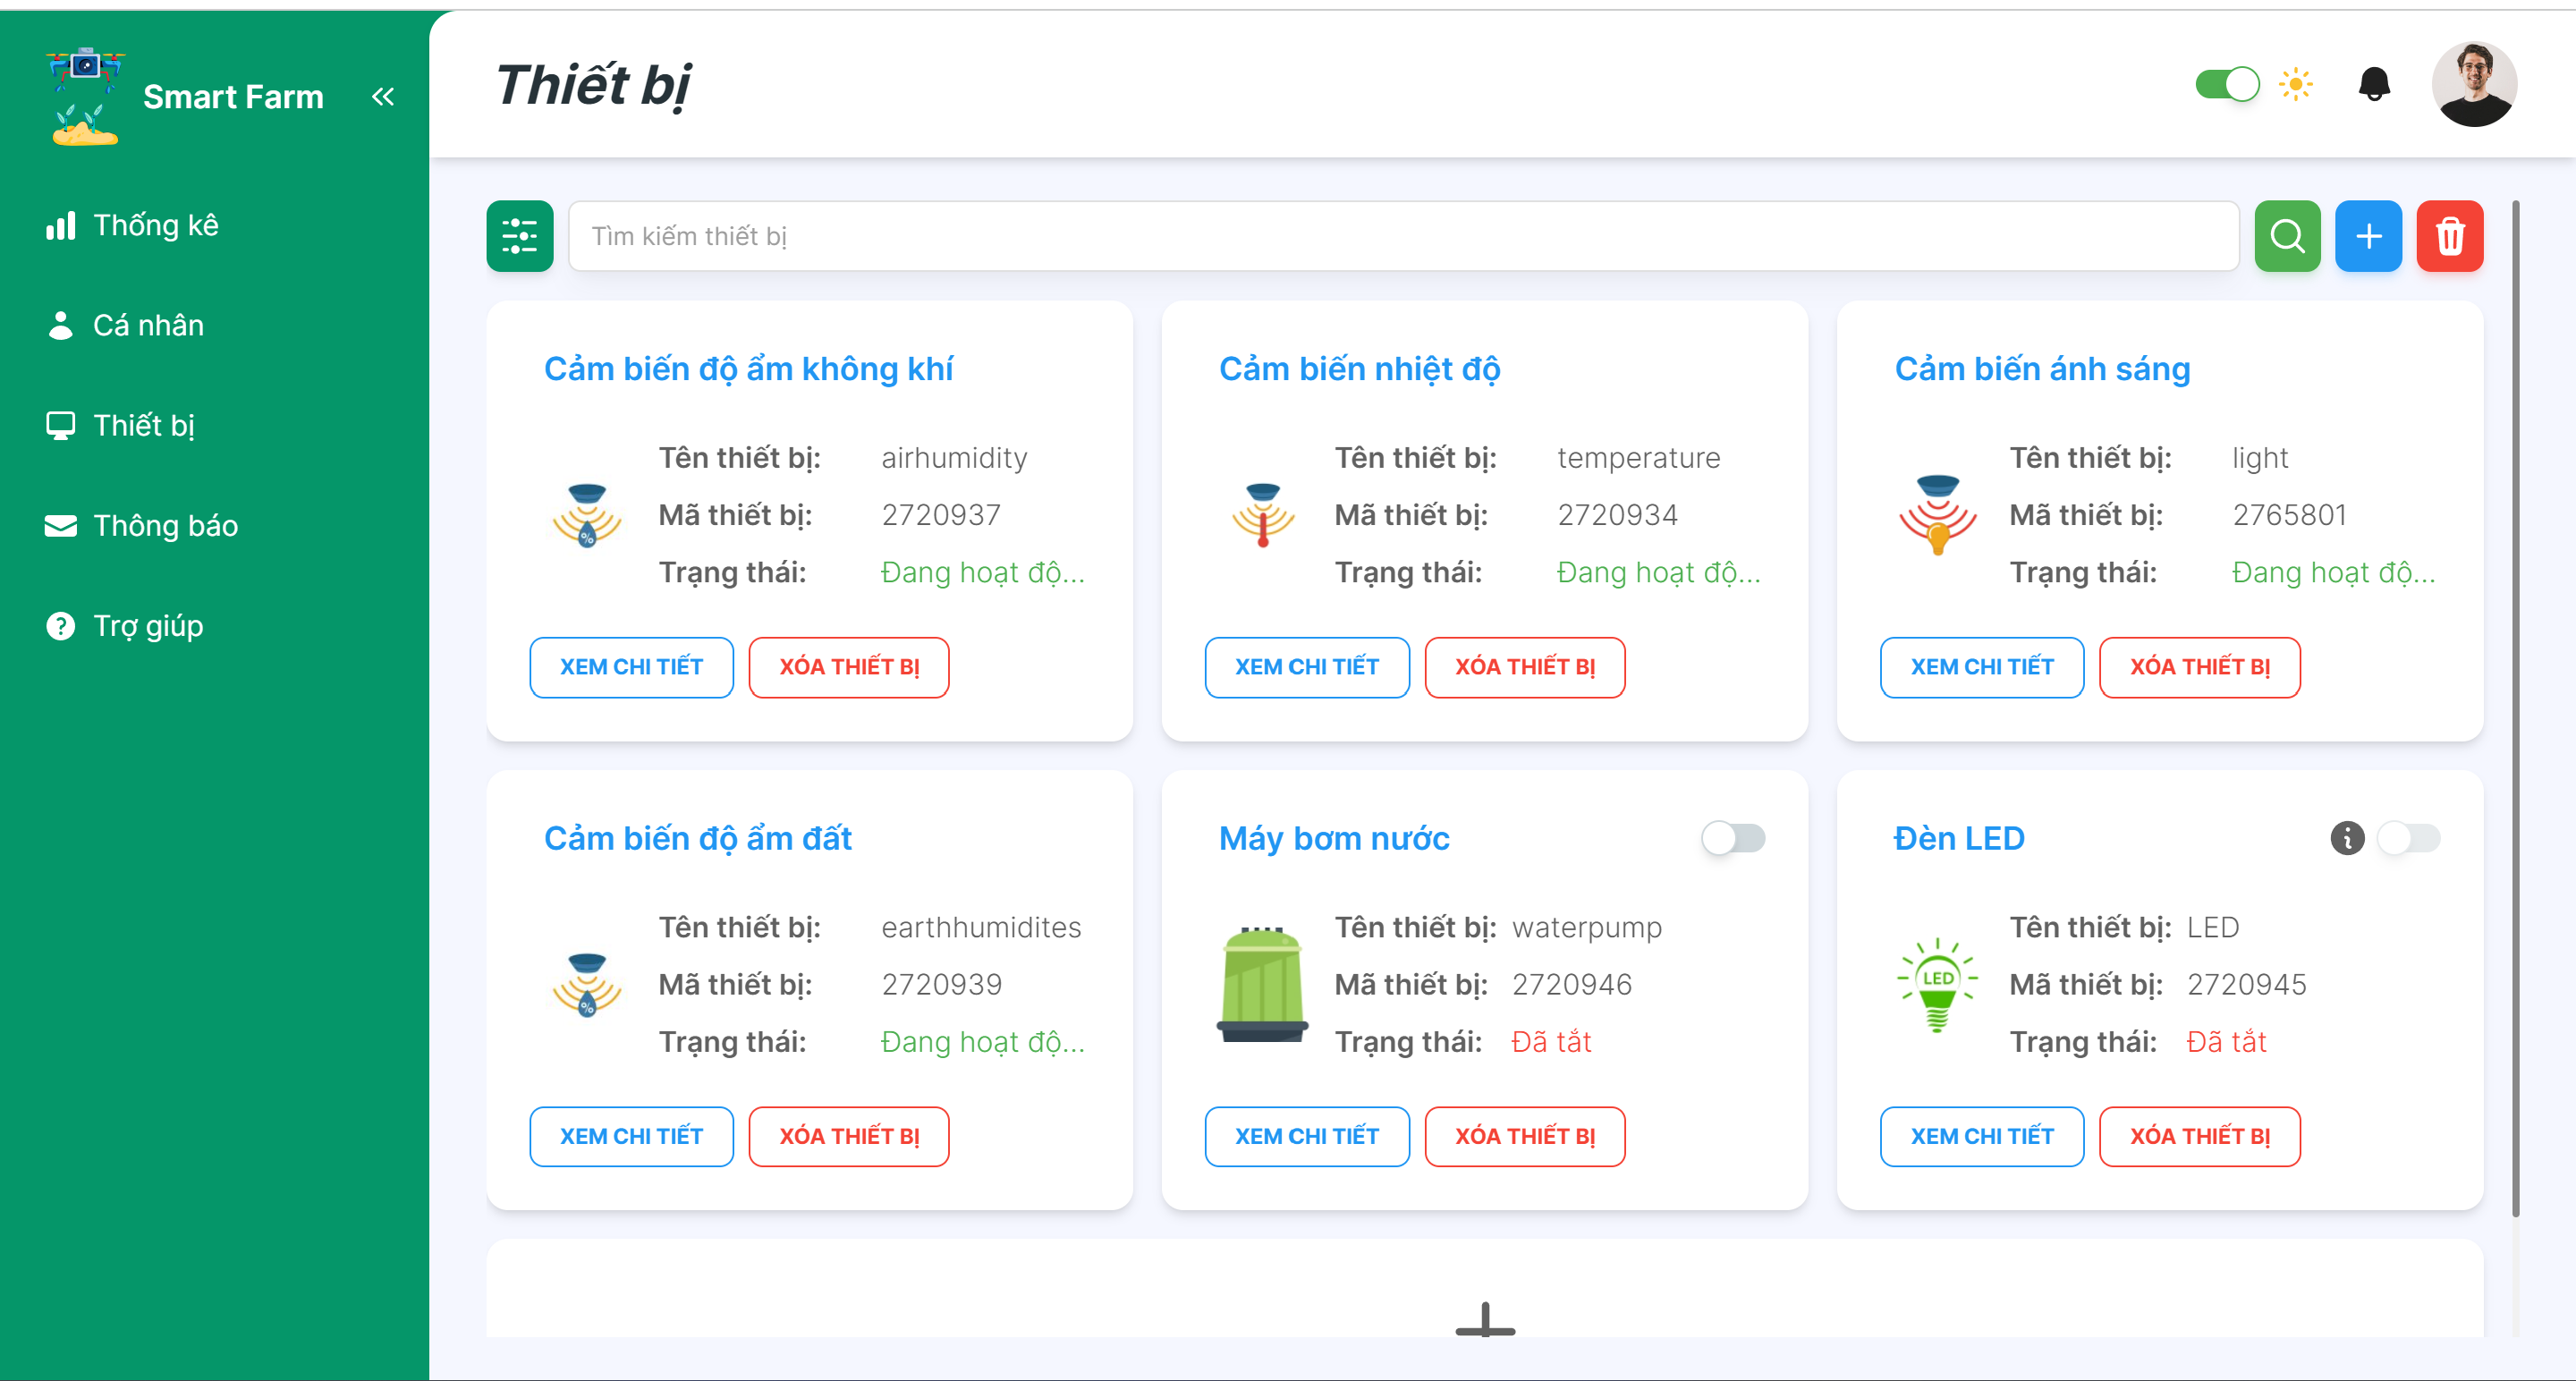 Smart Farm
Thiết bị
Thống kê
Cá nhân
Thiết bị
Thông báo
Trợ giúp
Tìm kiếm thiết bị
Cảm biến độ ẩm không khí
Tên thiết bị: airhumidity
Mã thiết bị: 2720937
Trạng thái: Đang hoạt độ...
XEM CHI TIẾT XÓA THIẾT BỊ
Cảm biến nhiệt độ
Tên thiết bị: temperature
Mã thiết bị: 2720934
Trạng thái: Đang hoạt độ...
XEM CHI TIẾT XÓA THIẾT BỊ
Cảm biến ánh sáng
Tên thiết bị: light
Mã thiết bị: 2765801
Trạng thái: Đang hoạt độ...
XEM CHI TIẾT XÓA THIẾT BỊ
Cảm biến độ ẩm đất
Tên thiết bị: earthhumidites
Mã thiết bị: 2720939
Trạng thái: Đang hoạt độ...
XEM CHI TIẾT XÓA THIẾT BỊ
Máy bơm nước
Tên thiết bị: waterpump
Mã thiết bị: 2720946
Trạng thái: Đã tắt
XEM CHI TIẾT XÓA THIẾT BỊ
Đèn LED
LED
Tên thiết bị: LED
Mã thiết bị: 2720945
Trạng thái: Đã tắt
XEM CHI TIẾT XÓA THIẾT BỊ